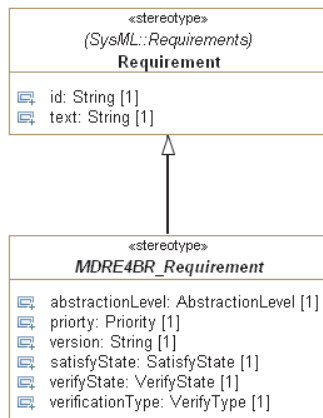 «stereotype»
(SysML::Requirements)
Requirement
id: String [1]
text: String [1]
«stereotype»
MDRE4BR_Requirement
abstractionLevel: AbstractionLevel [1]
priorty: Priority [1]
version: String [1]
satisfyState: SatisfyState [1]
verifyState: VerifyState [1]
verificationType: VerifyType [1]